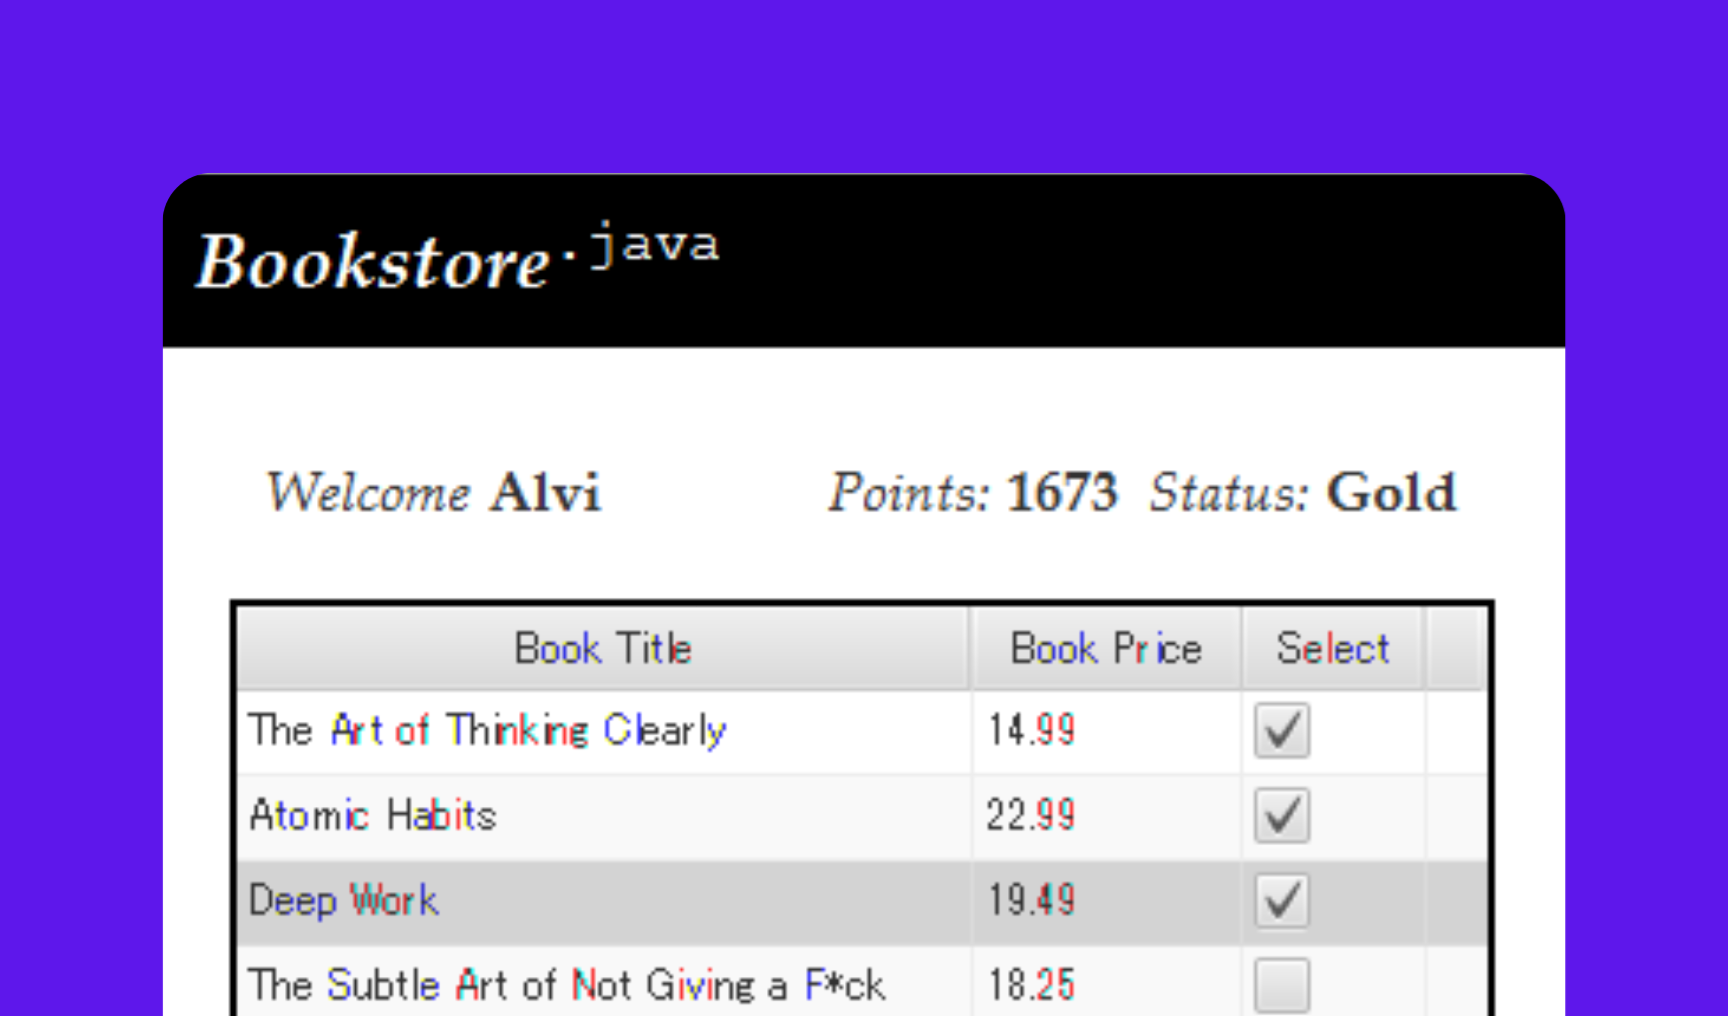 Bookstore.java
Welcome Alvi Points: 1673 Status: Gold
Book Title Book Price Select
The Art of Thinking Clearly 14.99
Atomic Habits 22.99
Deep Work 19.49
The Subtle Art of Not Giving a F*ck 18.25